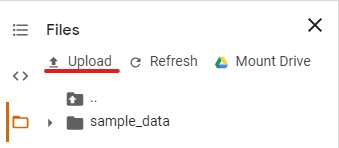 Files
Upload Refresh Mount Drive
..
sample_data